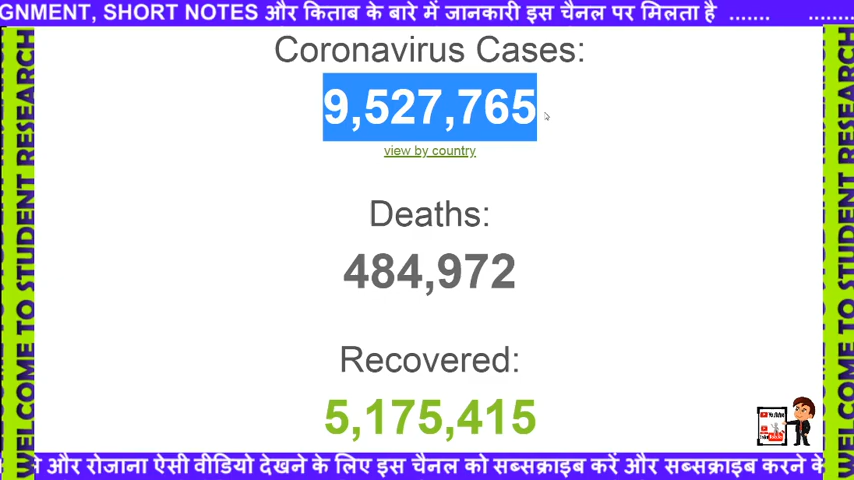 GNMENT, SHORT NOTES और किताब के बारे में जानकारी इस चैनल पर मिलता है ....... ........
WELCOME TO STUDENT RESEARCH
Coronavirus Cases:
9,527,765
view by country
Deaths:
484,972
Recovered:
5,175,415
WELCOME TO STUDENT RESEARCH
और रोजाना ऐसी वीडियो देखने के लिए इस चैनल को सब्सक्राइब करें और सब्सक्राइब करने के